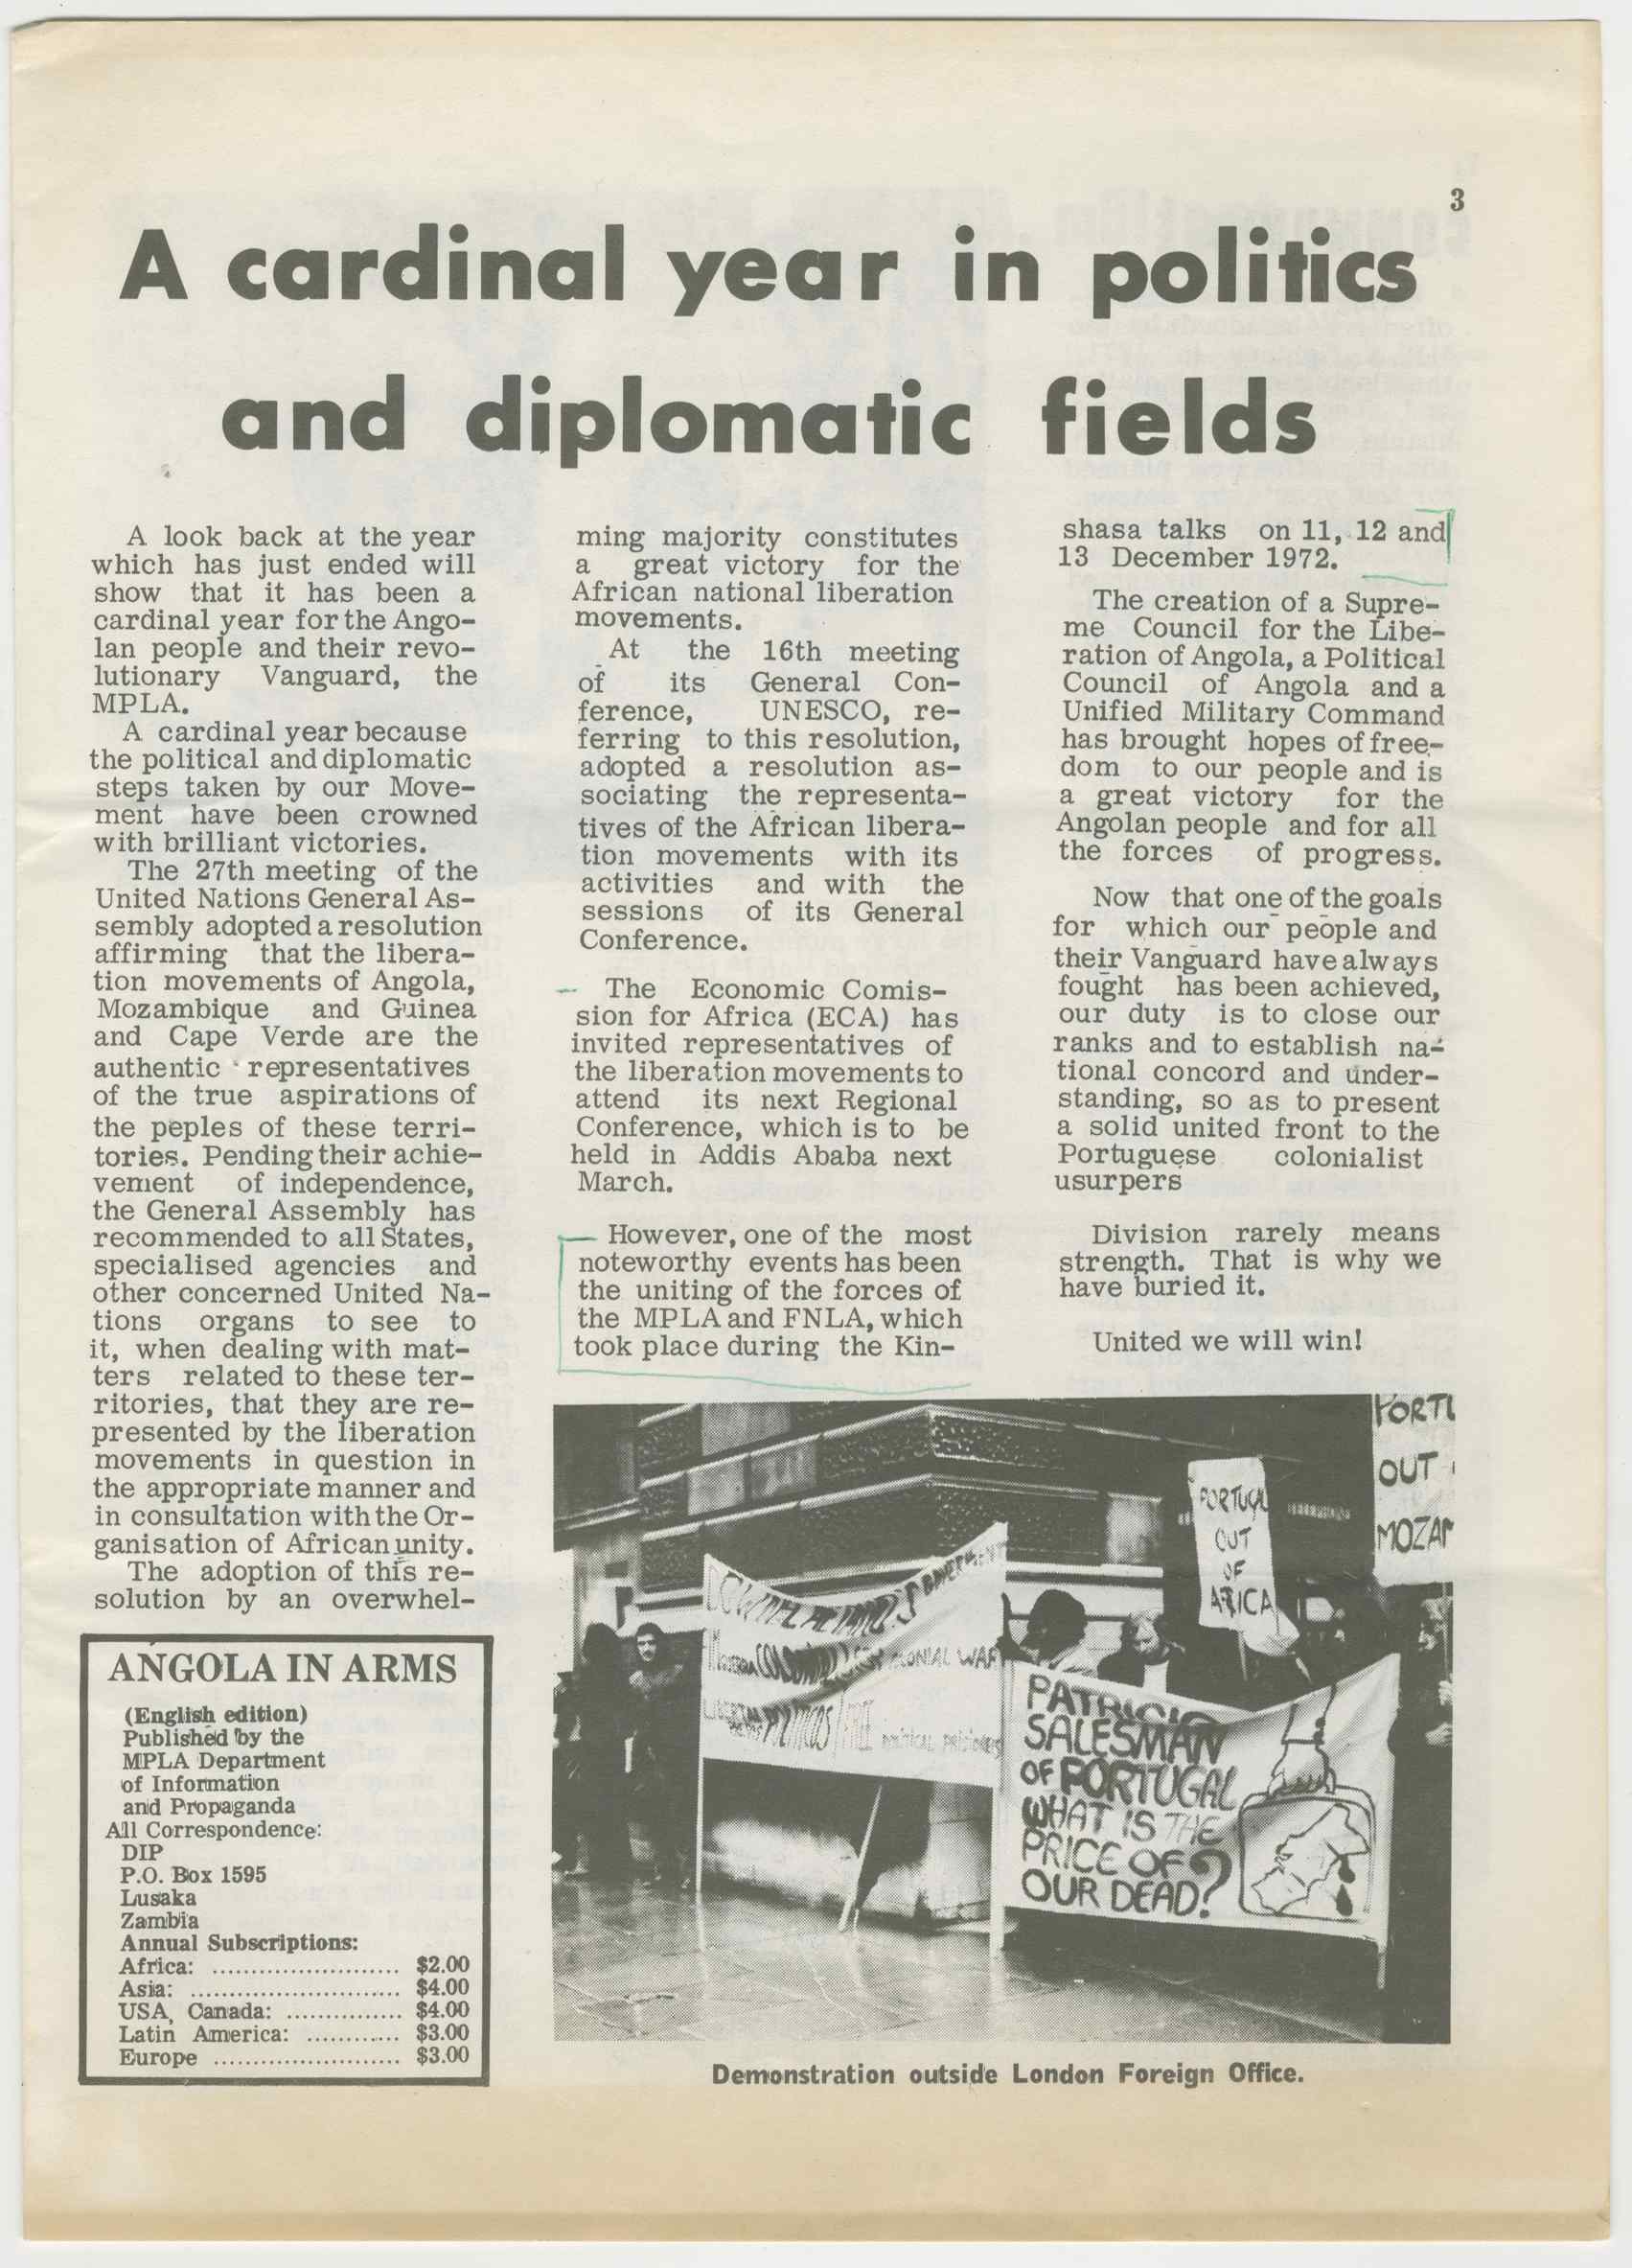 3
A cardinal year in politics
and diplomatic fields
A look back at the year
which has just ended will
show that it has been a
cardinal year for the Ango-
lan people and their revo-
lutionary Vanguard, the
MPLA.
A cardinal year because
the political and diplomatic
steps taken by our Move-
ment have been crowned
with brilliant victories.
The 27th meeting of the
United Nations General As-
sembly adopted a resolution
affirming that the libera-
tion movements of Angola,
Mozambique and Guinea
and Cape Verde are the
authentic representatives
of the true aspirations of
the peples of these terri-
tories. Pending their achie-
vement of independence,
the General Assembly has
recommended to all States,
specialised agencies and
other concerned United Na-
tions organs to see to
it, when dealing with mat-
ters related to these ter-
ritories, that they are re-
presented by the liberation
movements in question in
the appropriate manner and
in consultation with the Or-
ganisation of African unity.
The adoption of this re-
solution by an overwhel-
ming majority constitutes
a great victory for the
African national liberation
movements.
At the 16th meeting
of its General Con-
ference, UNESCO, re-
ferring to this resolution,
adopted a resolution as-
sociating the representa-
tives of the African libera-
tion movements with its
activities and with the
sessions of its General
Conference.
The Economic Comis-
sion for Africa (ECA) has
invited representatives of
the liberation movements to
attend its next Regional
Conference, which is to be
held in Addis Ababa next
March.
However, one of the most
noteworthy events has been
the uniting of the forces of
the MPLA and FNLA, which
took place during the Kin-
shasa talks on 11, 12 and
13 December 1972.
The creation of a Supre-
me Council for the Libe-
ration of Angola, a Political
Council of Angola and a
Unified Military Command
has brought hopes of free-
dom to our people and is
a great victory for the
Angolan people and for all
the forces of progress.
Now that one of the goals
for which our people and
their Vanguard have always
fought has been achieved,
our duty is to close our
ranks and to establish na-
tional concord and under-
standing, so as to present
a solid united front to the
Portuguese colonialist
usurpers
Division rarely means
strength. That is why we
have buried it.
United we will win!
ANGOLA IN ARMS
(English edition)
Published by the
MPLA Department
of Information
and Propaganda
All Correspondence:
DIP
P.O. Box 1595
Lusaka
Zambia
Annual Subscriptions:
Africa: ........................ $2.00
Asia: ........................... $4.00
USA, Canada: ............... $4.00
Latin America: ............ $3.00
Europe ........................ $3.00
PORTU
OUT
MOZAM
PORTUGAL
OUT
OF
AFRICA
COLONIAL WAR
POLITICOS / FREE political prisoners
PATRICIO
SALESMAN
OF PORTUGAL
WHAT IS THE
PRICE OF
OUR DEAD?
Demonstration outside London Foreign Office.